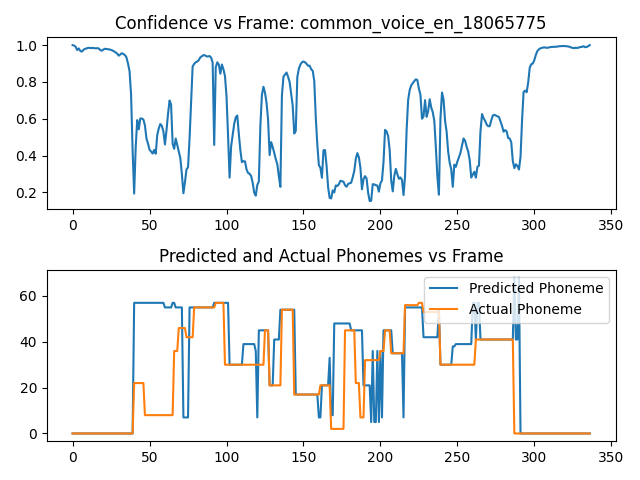 Confidence vs Frame: common_voice_en_18065775
1.0
0.8
0.6
0.4
0.2
0 50 100 150 200 250 300 350
Predicted and Actual Phonemes vs Frame
Predicted Phoneme
Actual Phoneme
60
40
20
0
0 50 100 150 200 250 300 350